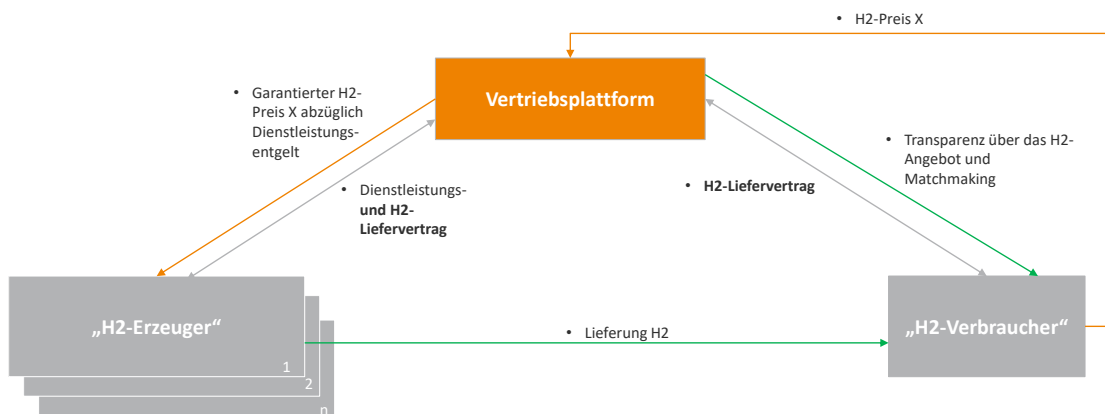 • H2-Preis X
Vertriebsplattform
• Garantierter H2-
Preis X abzüglich
Dienstleistungs-
entgelt
• Transparenz über das H2-
Angebot und
Matchmaking
• Dienstleistungs-
und H2-
Liefervertrag
• H2-Liefervertrag
„H2-Erzeuger“
1
2
n
• Lieferung H2
„H2-Verbraucher“